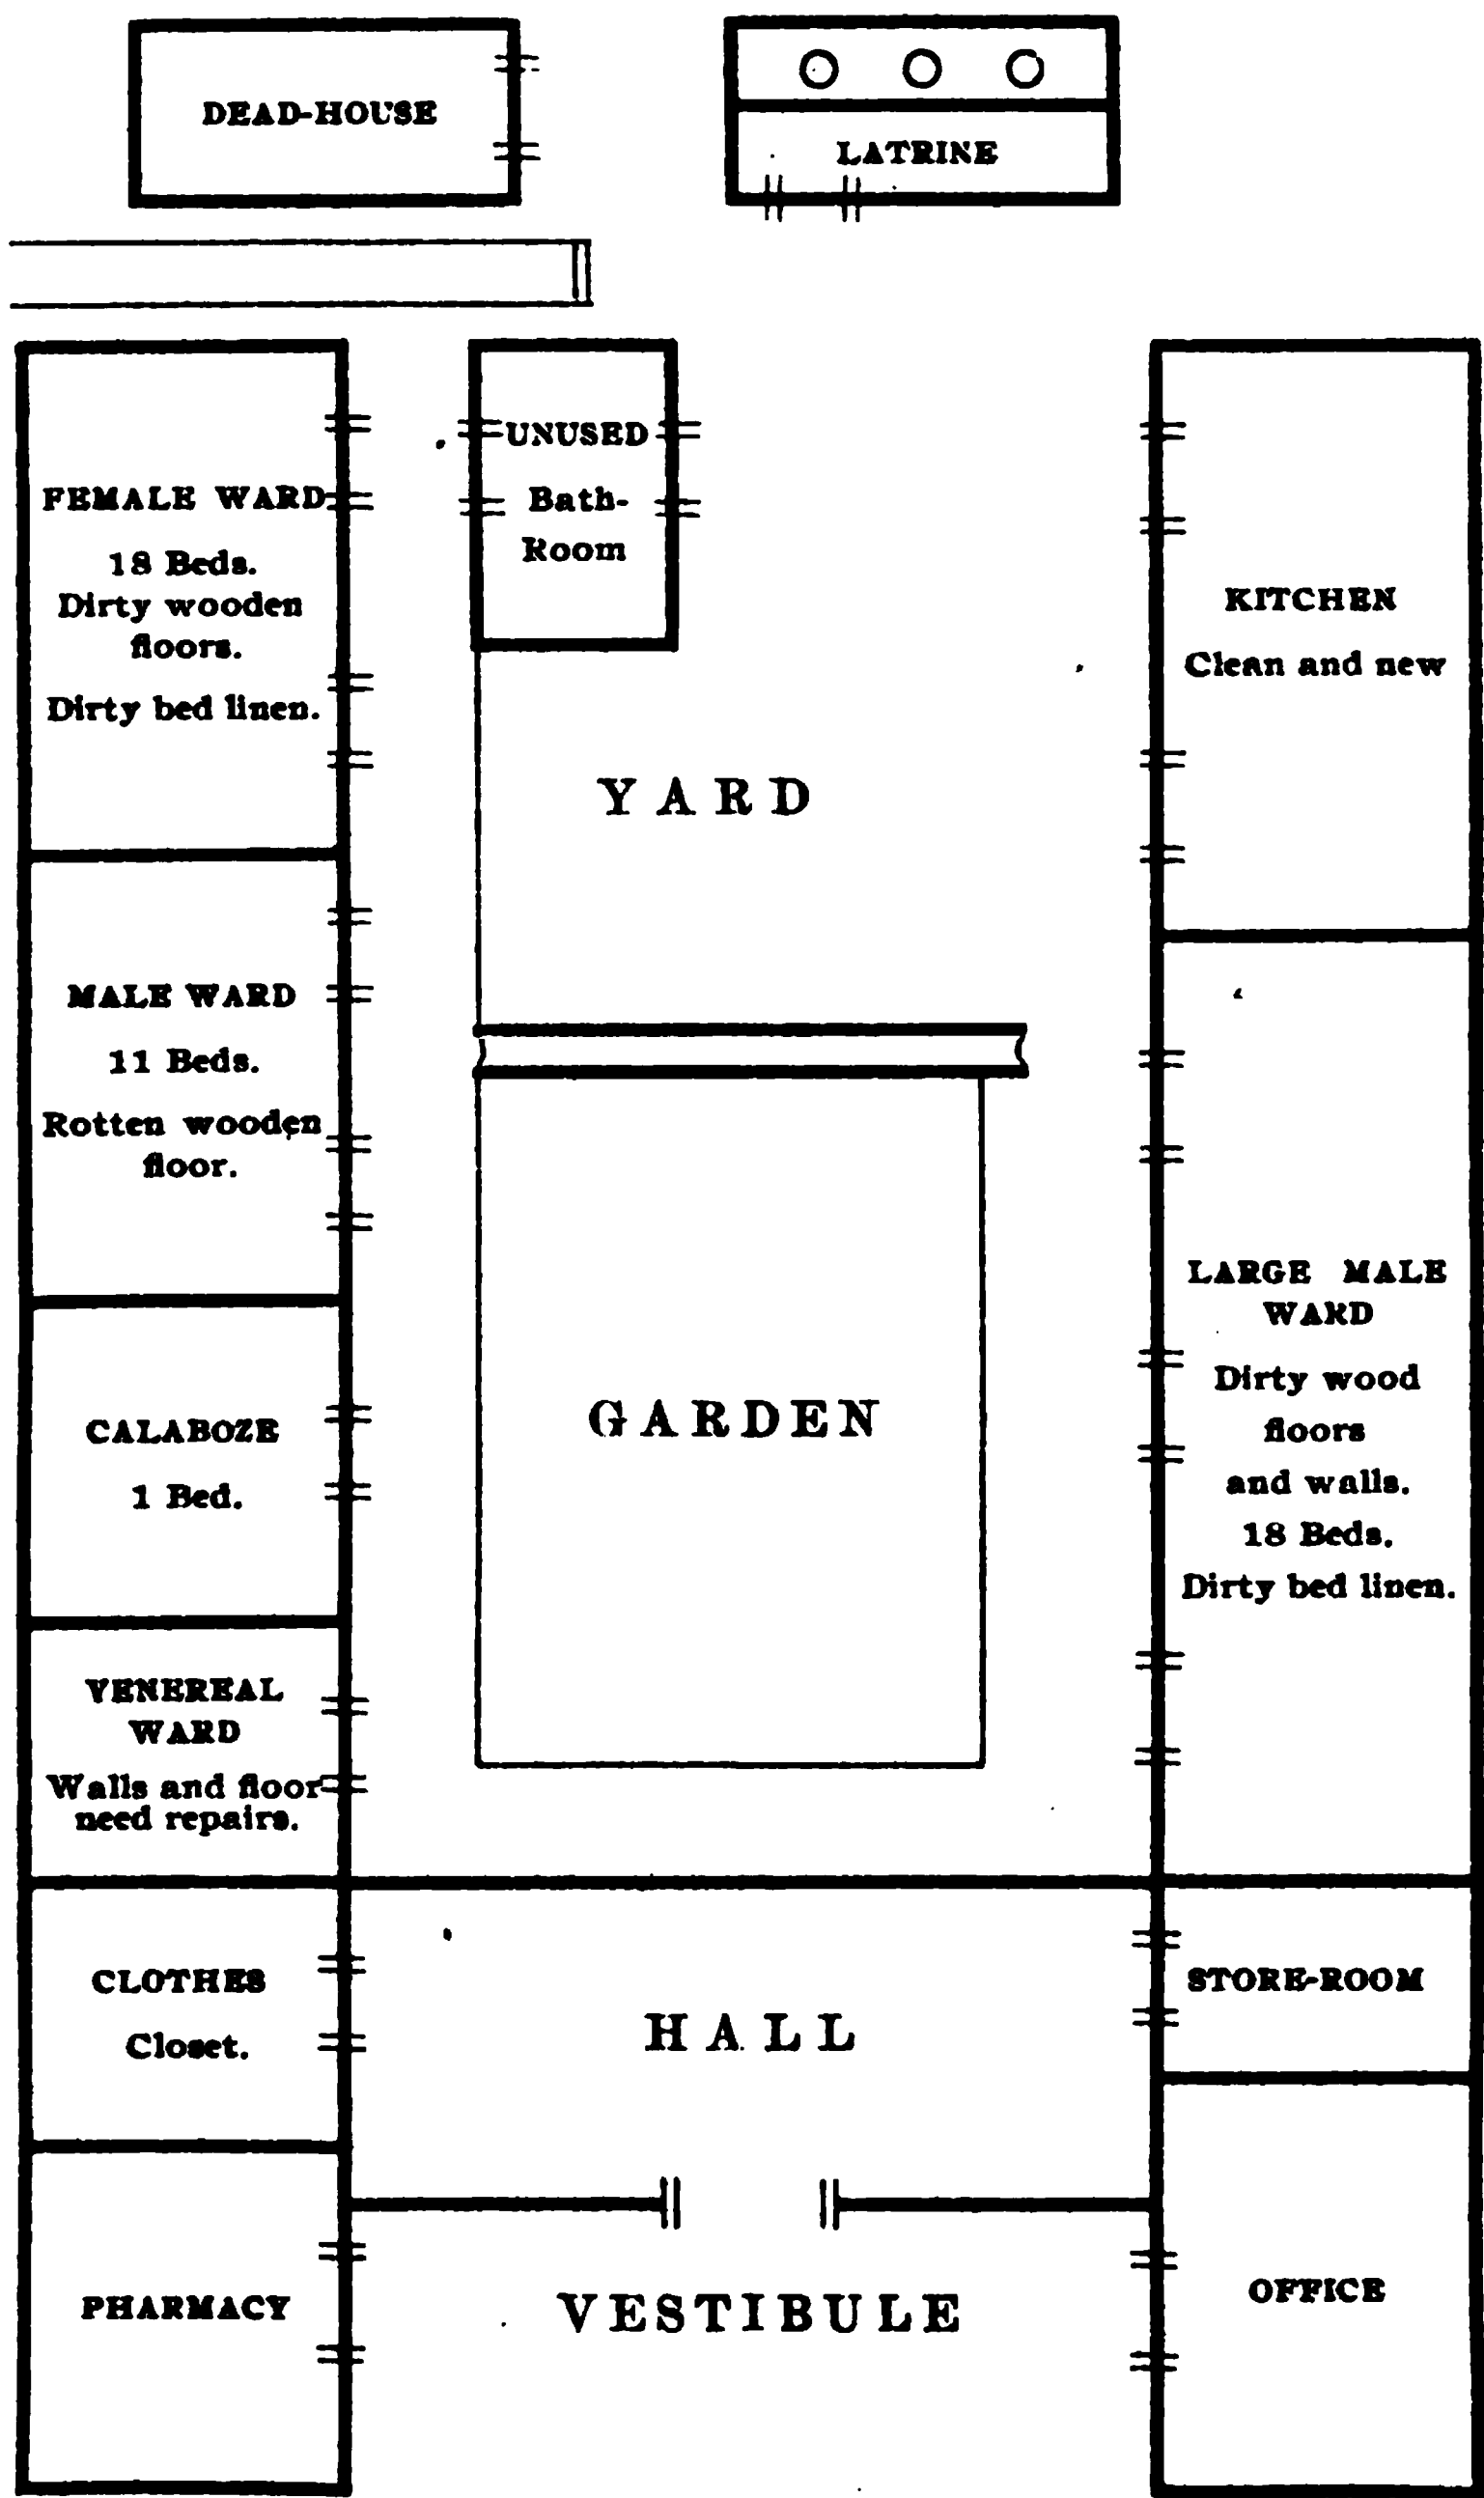 DEAD-HOUSE
LATRINE
FEMALE WARD
18 Beds.
Dirty wooden
floors.
Dirty bed linen.
UNUSED
Bath-
Room
KITCHEN
Clean and new
YARD
MALE WARD
11 Beds.
Rotten wooden
floor.
LARGE MALE
WARD
Dirty wood
floors
and walls.
18 Beds.
Dirty bed linen.
GARDEN
CALABOZE
1 Bed.
VENEREAL
WARD
Walls and floor
need repairs.
CLOTHES
Closet.
HALL
STORE-ROOM
PHARMACY
VESTIBULE
OFFICE